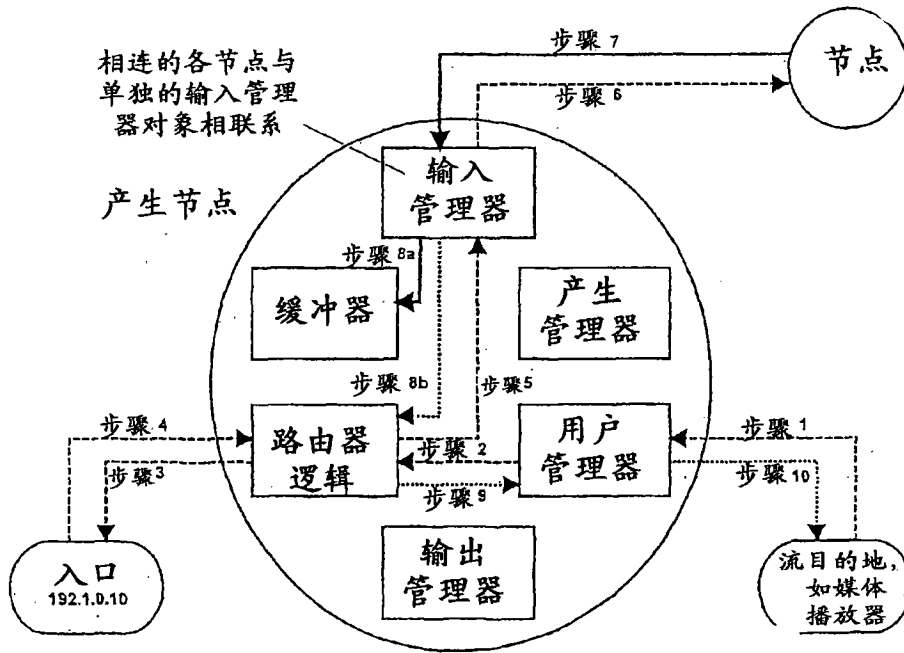 步骤 7
节点
相连的各节点与
单独的输入管理
器对象相联系
步骤 6
输入
管理器
产生节点
步骤 8a
缓冲器
产生
管理器
步骤 8b
步骤5
步骤 4
路由器
逻辑
步骤 2
用户
管理器
步骤 1
步骤3
步骤 9
步骤 10
输出
管理器
入口
192.1.0.10
流目的地,
如媒体
播放器